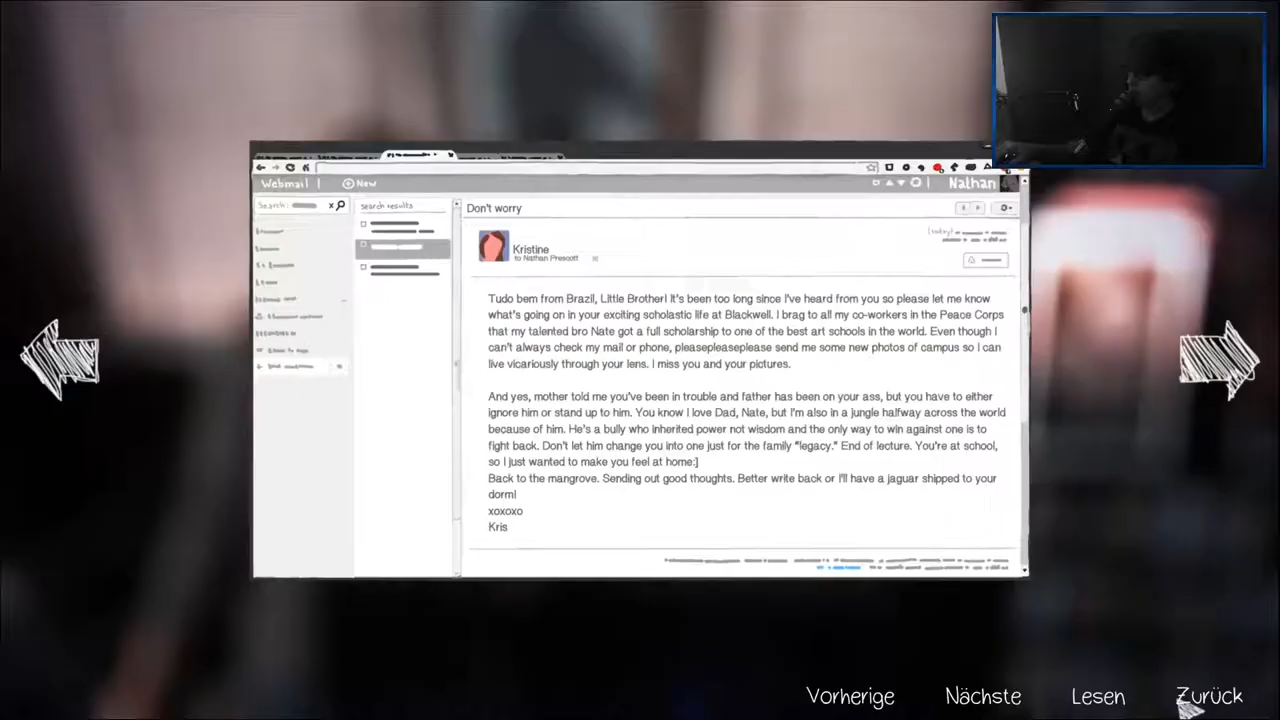 Webmail
New
Nathan
Search:
search results
Don't worry
Kristine
to Nathan Prescott
(today)
Tudo bem from Brazil, Little Brother! It's been too long since I've heard from you so please let me know
what's going on in your exciting scholastic life at Blackwell. I brag to all my co-workers in the Peace Corps
that my talented bro Nate got a full scholarship to one of the best art schools in the world. Even though I
can't always check my mail or phone, pleasepleaseplease send me some new photos of campus so I can
live vicariously through your lens. I miss you and your pictures.
And yes, mother told me you've been in trouble and father has been on your ass, but you have to either
ignore him or stand up to him. You know I love Dad, Nate, but I'm also in a jungle halfway across the world
because of him. He's a bully who inherited power not wisdom and the only way to win against one is to
fight back. Don't let him change you into one just for the family "legacy." End of lecture. You're at school,
so I just wanted to make you feel at home:]
Back to the mangrove. Sending out good thoughts. Better write back or I'll have a jaguar shipped to your
dorm!
xoxoxo
Kris
Vorherige
Nächste
Lesen
Zurück